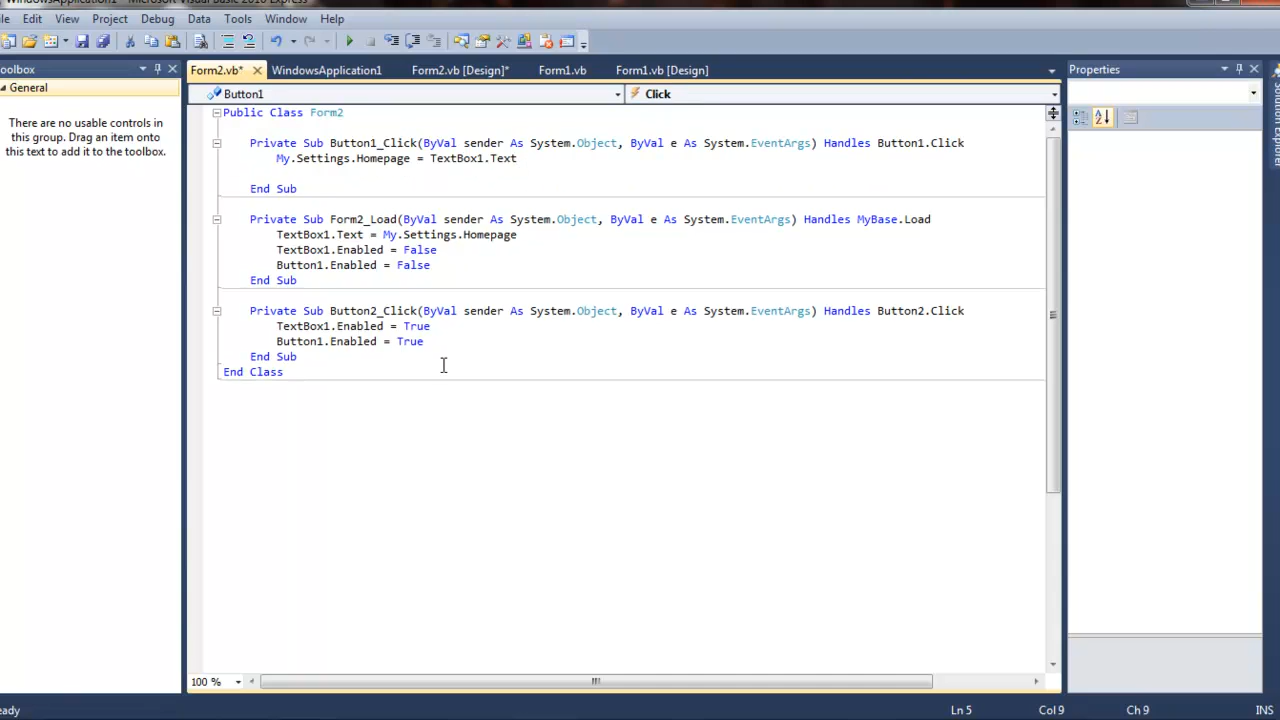 WindowsApplication1 - Microsoft Visual Basic 2010 Express
le Edit View Project Debug Data Tools Window Help
oolbox
General
There are no usable controls in
this group. Drag an item onto
this text to add it to the toolbox.
Form2.vb* WindowsApplication1 Form2.vb [Design]* Form1.vb Form1.vb [Design]
Button1 Click
Public Class Form2
Private Sub Button1_Click(ByVal sender As System.Object, ByVal e As System.EventArgs) Handles Button1.Click
My.Settings.Homepage = TextBox1.Text
End Sub
Private Sub Form2_Load(ByVal sender As System.Object, ByVal e As System.EventArgs) Handles MyBase.Load
TextBox1.Text = My.Settings.Homepage
TextBox1.Enabled = False
Button1.Enabled = False
End Sub
Private Sub Button2_Click(ByVal sender As System.Object, ByVal e As System.EventArgs) Handles Button2.Click
TextBox1.Enabled = True
Button1.Enabled = True
End Sub
End Class
100 %
Properties
Solution Explorer
eady Ln 5 Col 9 Ch 9 INS